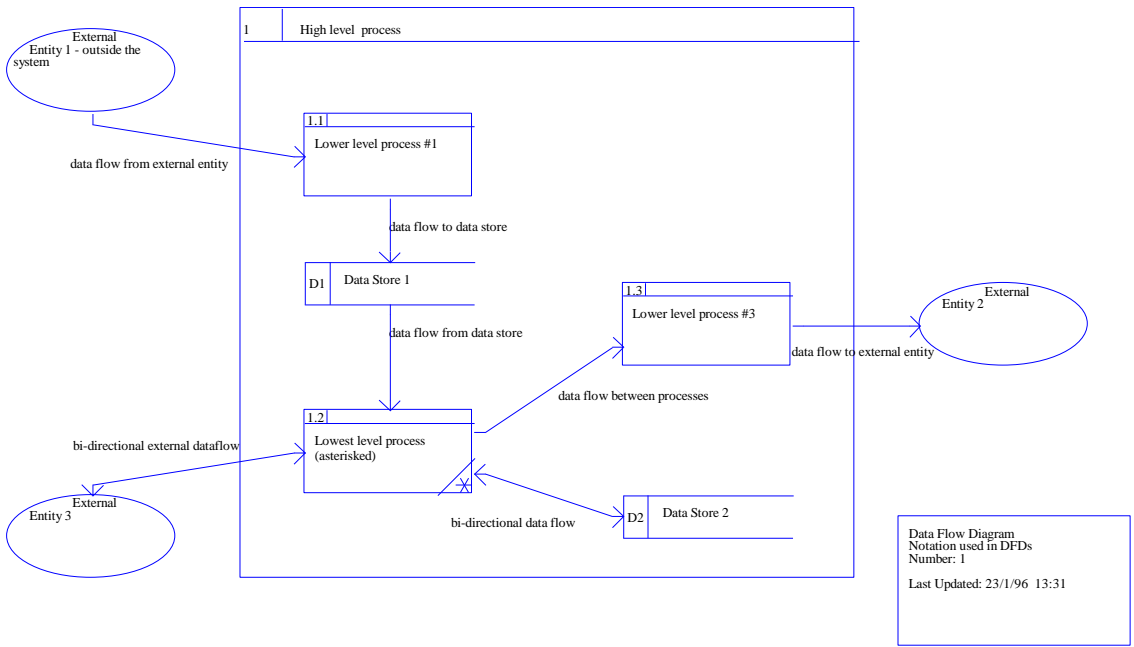 1
High level process
External
Entity 1 - outside the
system
1.1
Lower level process #1
data flow from external entity
data flow to data store
D1
Data Store 1
1.3
Lower level process #3
External
Entity 2
data flow from data store
data flow to external entity
data flow between processes
1.2
Lowest level process
(asterisked)
*
bi-directional external dataflow
External
Entity 3
bi-directional data flow
D2
Data Store 2
Data Flow Diagram
Notation used in DFDs
Number: 1
Last Updated: 23/1/96 13:31